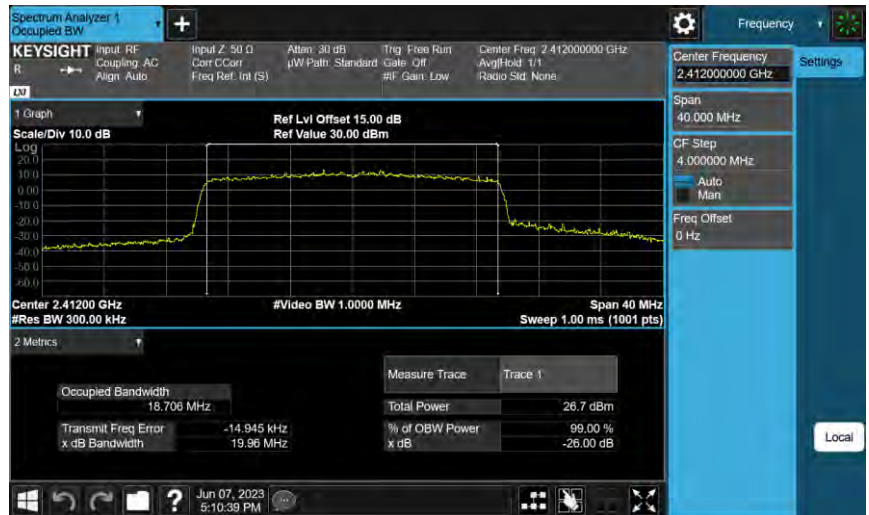 Spectrum Analyzer 1
Occupied BW
Frequency
KEYSIGHT
R
LXI
Input: RF
Coupling: AC
Align: Auto
Input Z: 50 Ω
Corr CCorr
Freq Ref: Int (S)
Atten: 30 dB
µW Path: Standard
Trig: Free Run
Gate: Off
#IF Gain: Low
Center Freq: 2.412000000 GHz
Avg|Hold: 1/1
Radio Std: None
Center Frequency
2.412000000 GHz
Settings
Span
40.000 MHz
CF Step
4.000000 MHz
Auto
Man
Freq Offset
0 Hz
Local
1 Graph
Scale/Div 10.0 dB
Ref Lvl Offset 15.00 dB
Ref Value 30.00 dBm
Log
20.0
10.0
0.00
-10.0
-20.0
-30.0
-40.0
-50.0
-60.0
Center 2.41200 GHz
#Video BW 1.0000 MHz
Span 40 MHz
#Res BW 300.00 kHz
Sweep 1.00 ms (1001 pts)
2 Metrics
Measure Trace
Trace 1
Occupied Bandwidth
18.706 MHz
Total Power
26.7 dBm
Transmit Freq Error
-14.945 kHz
% of OBW Power
99.00 %
x dB Bandwidth
19.96 MHz
x dB
-26.00 dB
?
Jun 07, 2023
5:10:39 PM